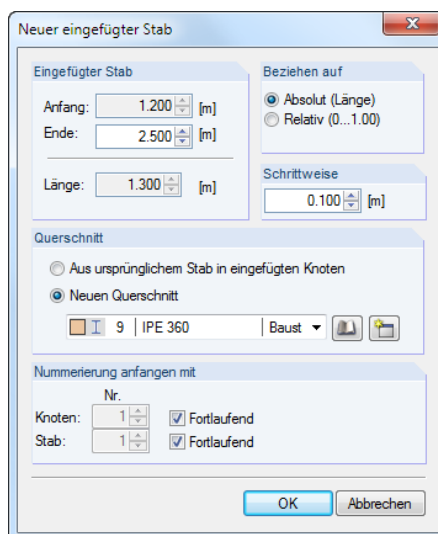 Neuer eingefügter Stab
Eingefügter Stab
Anfang: 1.200 [m]
Ende: 2.500 [m]
Länge: 1.300 [m]
Beziehen auf
Absolut (Länge)
Relativ (0...1.00)
Schrittweise
0.100 [m]
Querschnitt
Aus ursprünglichem Stab in eingefügten Knoten
Neuen Querschnitt
9 | IPE 360 | Baust
Nummerierung anfangen mit
Nr.
Knoten: 1 Fortlaufend
Stab: 1 Fortlaufend
OK Abbrechen